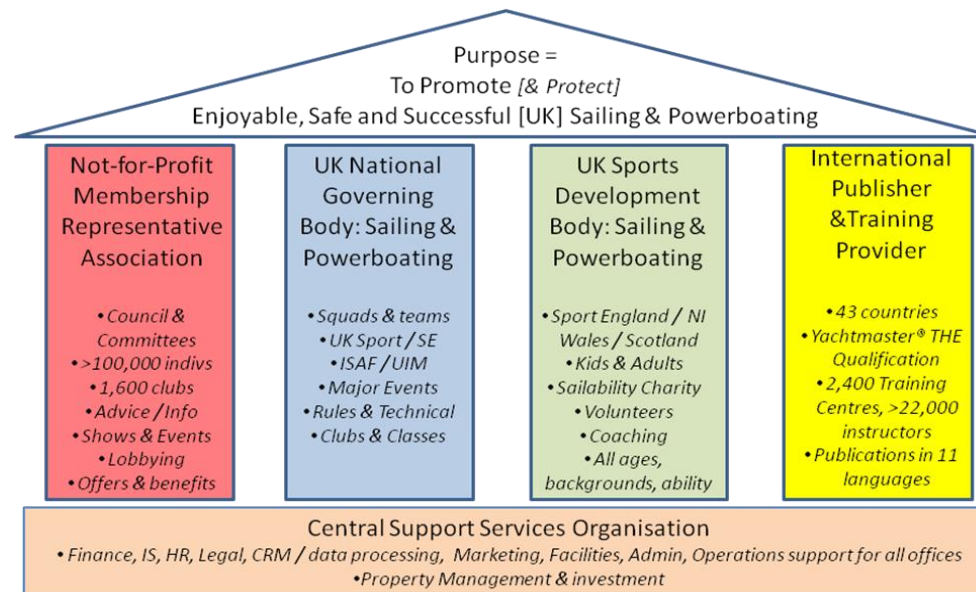 Purpose =
To Promote [& Protect]
Enjoyable, Safe and Successful [UK] Sailing & Powerboating
Not-for-Profit
Membership
Representative
Association
• Council &
Committees
• >100,000 indivs
• 1,600 clubs
• Advice / Info
• Shows & Events
• Lobbying
• Offers & benefits
UK National
Governing
Body: Sailing &
Powerboating
• Squads & teams
• UK Sport / SE
• ISAF / UIM
• Major Events
• Rules & Technical
• Clubs & Classes
UK Sports
Development
Body: Sailing &
Powerboating
• Sport England / NI
Wales / Scotland
• Kids & Adults
• Sailability Charity
• Volunteers
• Coaching
• All ages,
backgrounds, ability
International
Publisher
&Training
Provider
• 43 countries
• Yachtmaster® THE
Qualification
• 2,400 Training
Centres, >22,000
instructors
• Publications in 11
languages
Central Support Services Organisation
• Finance, IS, HR, Legal, CRM / data processing, Marketing, Facilities, Admin, Operations support for all offices
• Property Management & investment